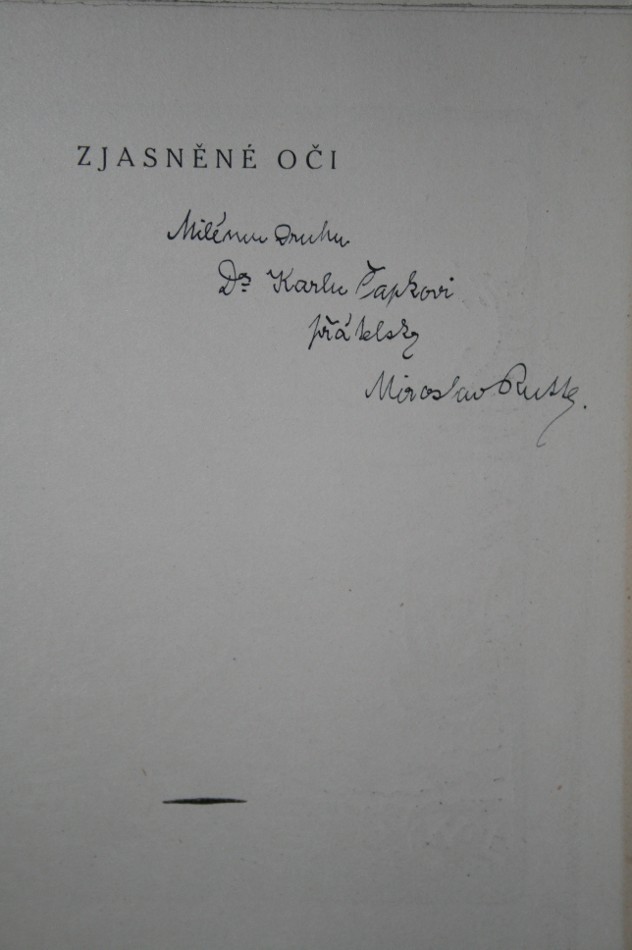 ZJASNĚNÉ OČI
Milému druhu
Dr Karlu Čapkovi
přátelsky
Miroslav Rutte.